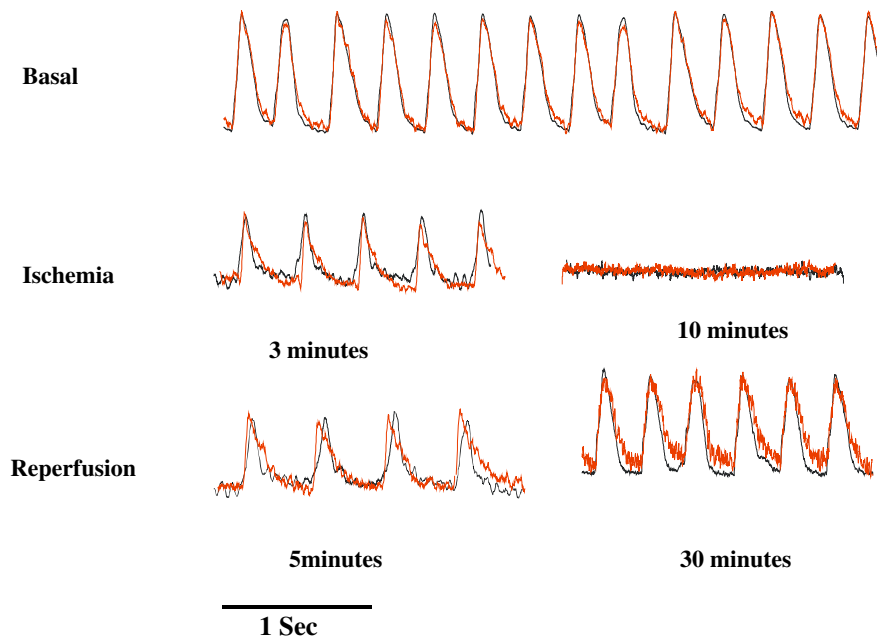 Basal
Ischemia
3 minutes
10 minutes
Reperfusion
5minutes
30 minutes
1 Sec